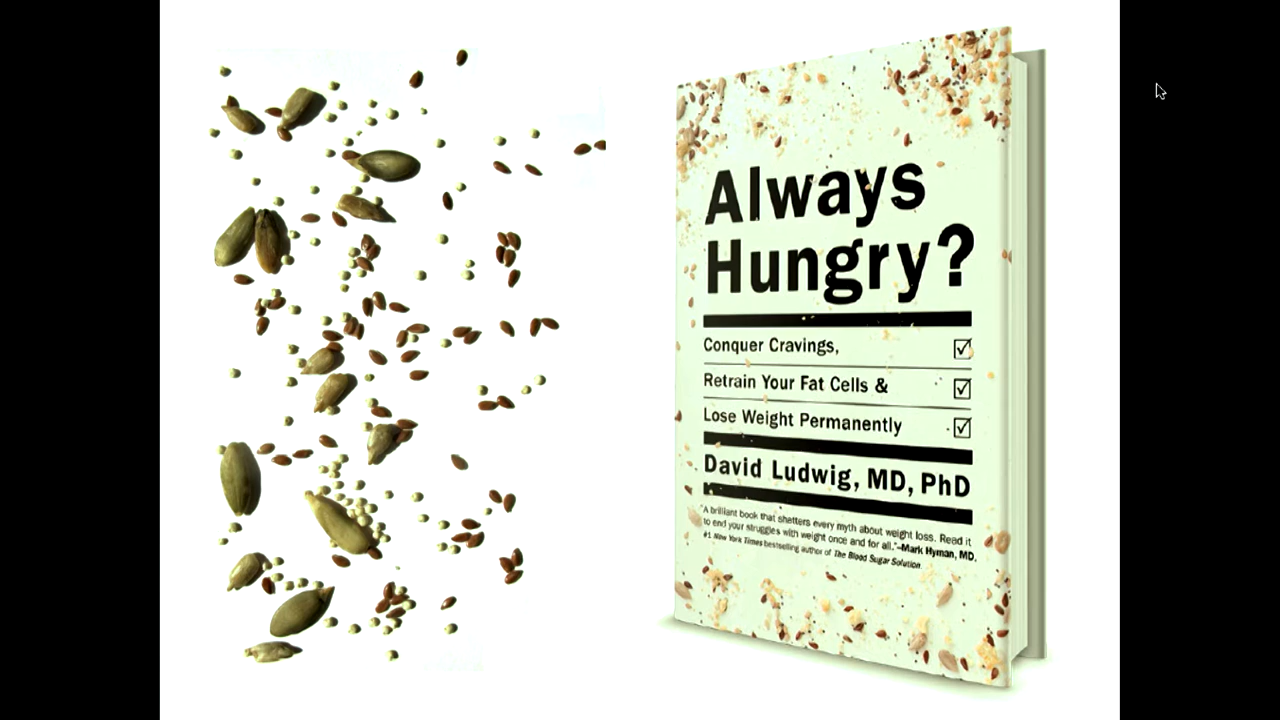 Always
Hungry?
Conquer Cravings,
Retrain Your Fat Cells &
Lose Weight Permanently
David Ludwig, MD, PhD
"A brilliant book that shatters every myth about weight loss. Read it
to end your struggles with weight once and for all."–Mark Hyman, MD,
#1 New York Times bestselling author of The Blood Sugar Solution